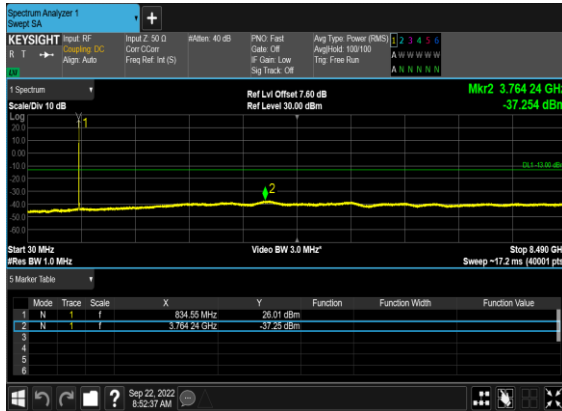 Spectrum Analyzer 1
Swept SA
+
KEYSIGHT Input: RF Input Z: 50 Ω #Atten: 40 dB PNO: Fast Avg Type: Power (RMS) 1 2 3 4 5 6
R T Coupling: DC Corr CCorr Gate: Off Avg|Hold: 100/100 A W W W W W
Align: Auto Freq Ref: Int (S) IF Gain: Low Trig: Free Run
LXI Sig Track: Off A N N N N N
1 Spectrum Ref Lvl Offset 7.60 dB Mkr2 3.764 24 GHz
Scale/Div 10 dB Ref Level 30.00 dBm -37.254 dBm
Log
1
20.0
10.0
0.00
-10.0
DL1 -13.00 dBm
-20.0
-30.0
2
-40.0
-50.0
-60.0
Start 30 MHz Video BW 3.0 MHz* Stop 8.490 GHz
#Res BW 1.0 MHz Sweep ~17.2 ms (40001 pts)
5 Marker Table
Mode Trace Scale X Y Function Function Width Function Value
1 N 1 f 834.55 MHz 26.01 dBm
2 N 1 f 3.764 24 GHz -37.25 dBm
3
4
5
6
? Sep 22, 2022
8:52:37 AM